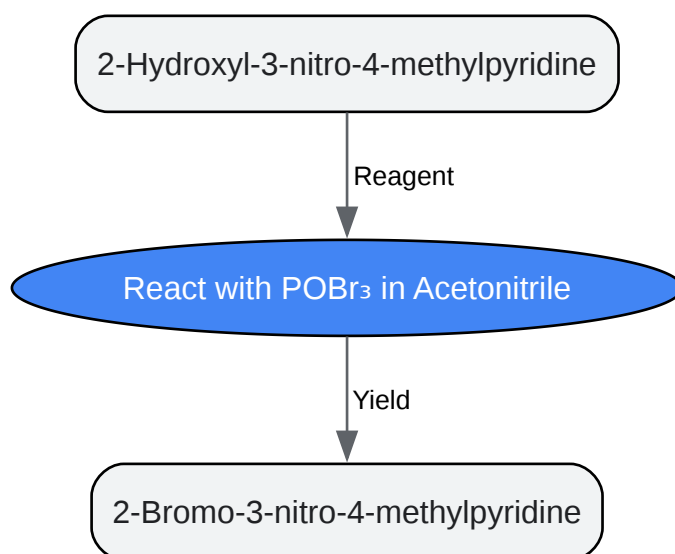 2-Hydroxyl-3-nitro-4-methylpyridine
Reagent
React with POBr₃ in Acetonitrile
Yield
2-Bromo-3-nitro-4-methylpyridine